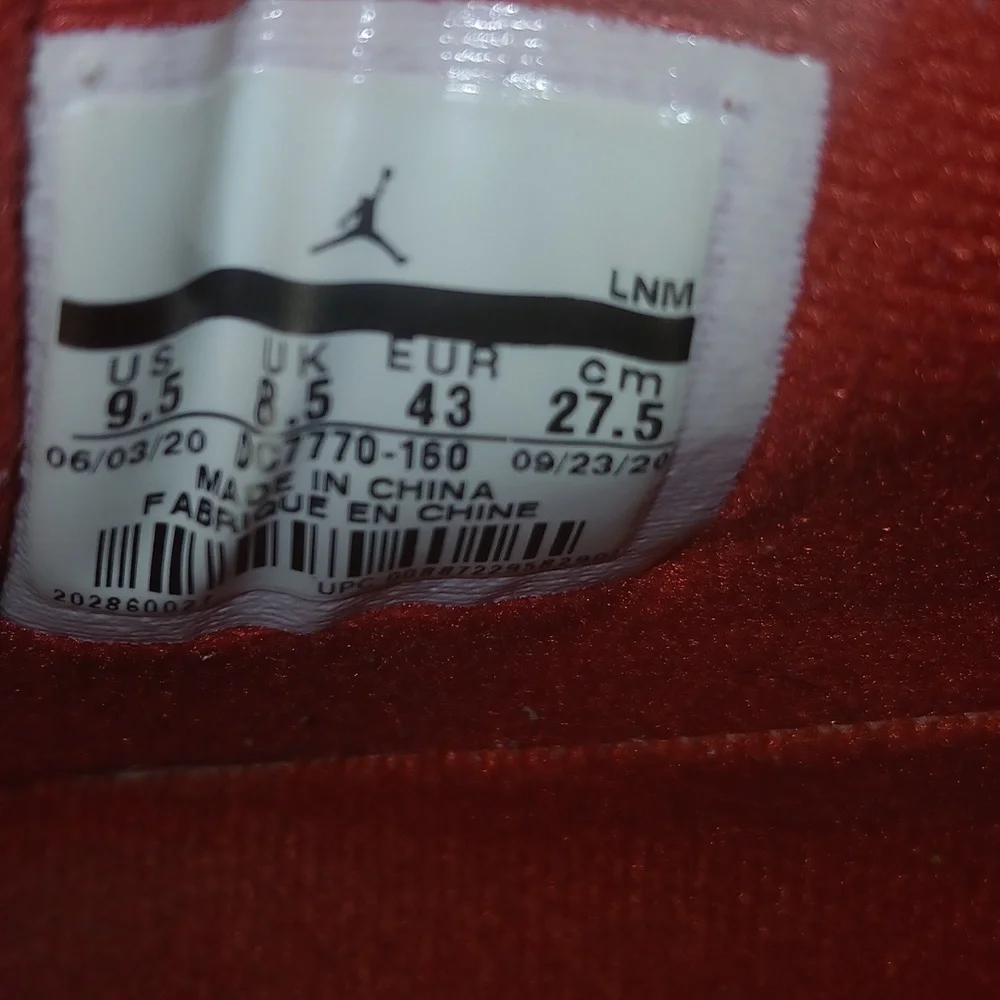 LNM
US UK EUR cm
9.5 8.5 43 27.5
06/03/20 DC7770-160 09/23/20
MADE IN CHINA
FABRIQUE EN CHINE
UPC